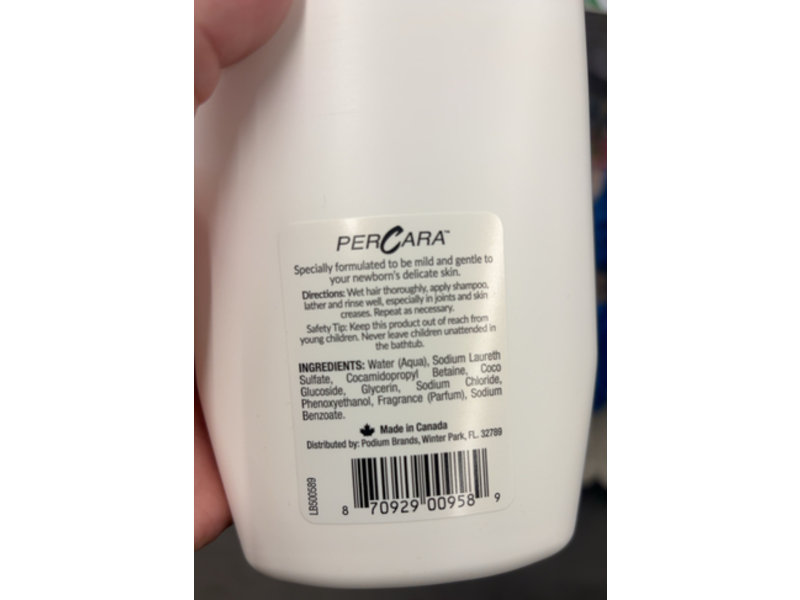 PERCARA™
Specially formulated to be mild and gentle to
your newborn's delicate skin.
Directions: Wet hair thoroughly, apply shampoo,
lather and rinse well, especially in joints and skin
creases. Repeat as necessary.
Safety Tip: Keep this product out of reach from
young children. Never leave children unattended in
the bathtub.
INGREDIENTS: Water (Aqua), Sodium Laureth
Sulfate, Cocamidopropyl Betaine, Coco
Glucoside, Glycerin, Sodium Chloride,
Phenoxyethanol, Fragrance (Parfum), Sodium
Benzoate.
Made in Canada
Distributed by: Podium Brands, Winter Park, FL. 32789
LB500589
8 70929 00958 9